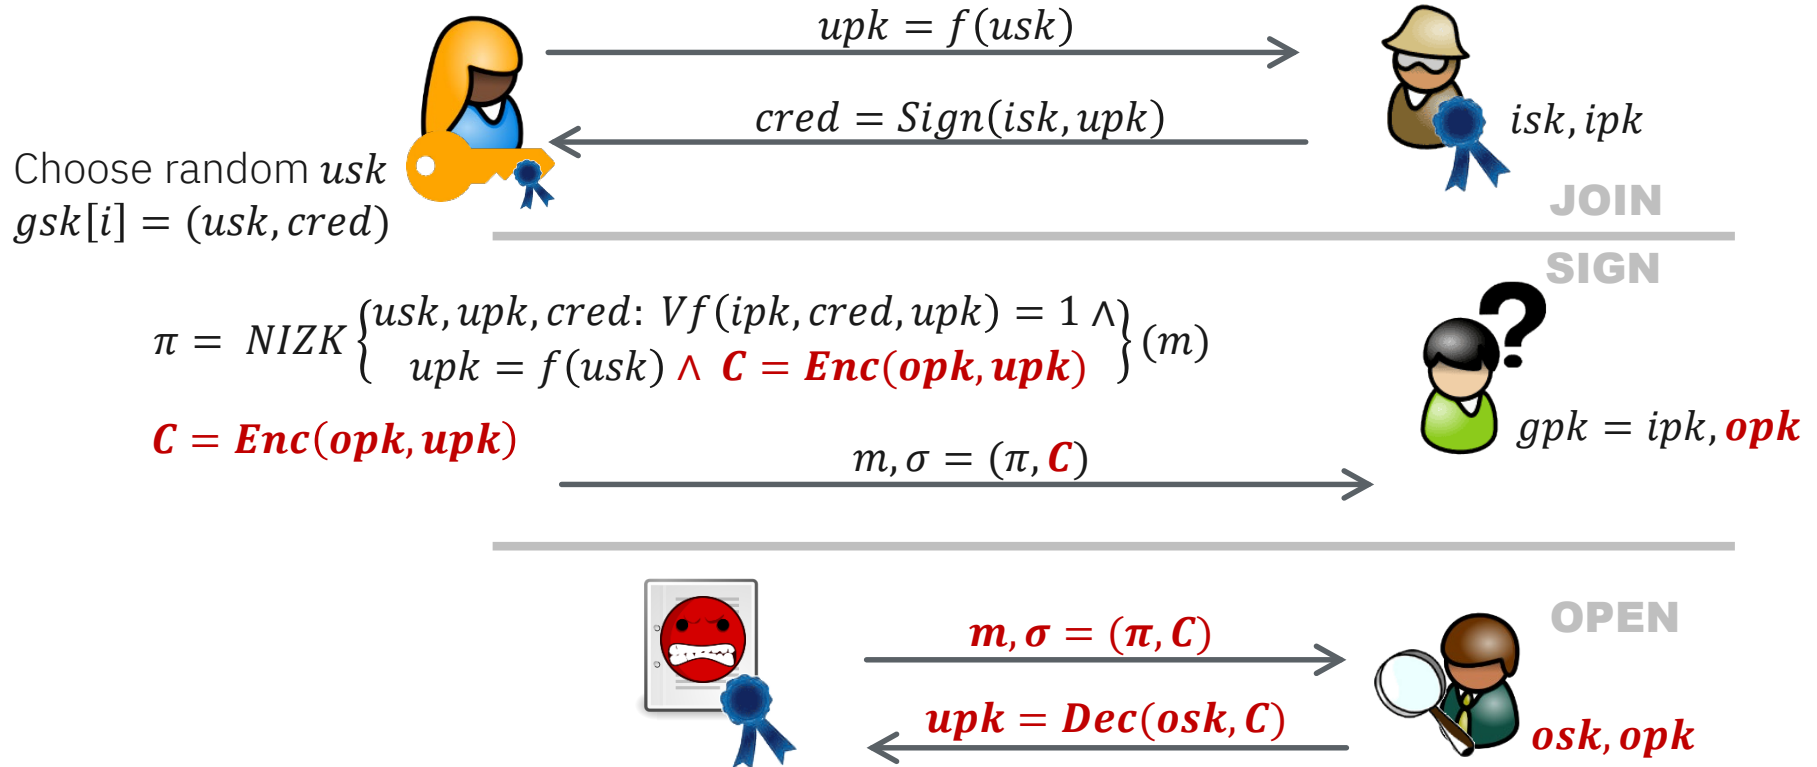 upk = f(usk)
cred = Sign(isk, upk)
isk, ipk
Choose random usk
gsk[i] = (usk, cred)
JOIN
SIGN
π = NIZK {usk, upk, cred: Vf(ipk, cred, upk) = 1 ∧
upk = f(usk) ∧ C = Enc(opk, upk)} (m)
C = Enc(opk, upk)
gpk = ipk, opk
m, σ = (π, C)
?
OPEN
m, σ = (π, C)
upk = Dec(osk, C)
osk, opk